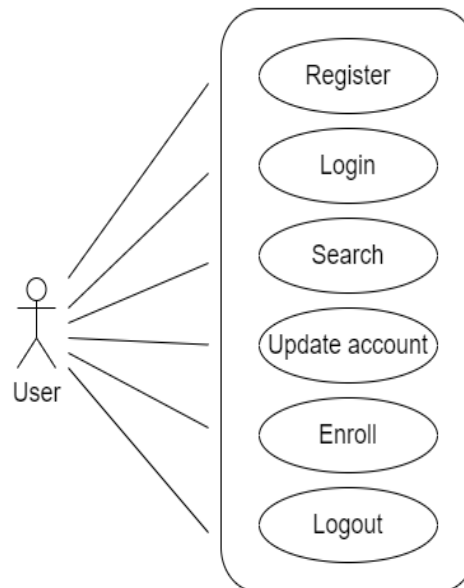 Register
Login
Search
Update account
Enroll
Logout
User